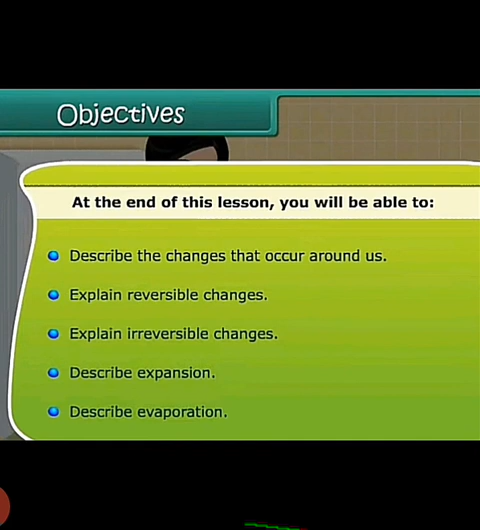 Objectives
At the end of this lesson, you will be able to:
Describe the changes that occur around us.
Explain reversible changes.
Explain irreversible changes.
Describe expansion.
Describe evaporation.